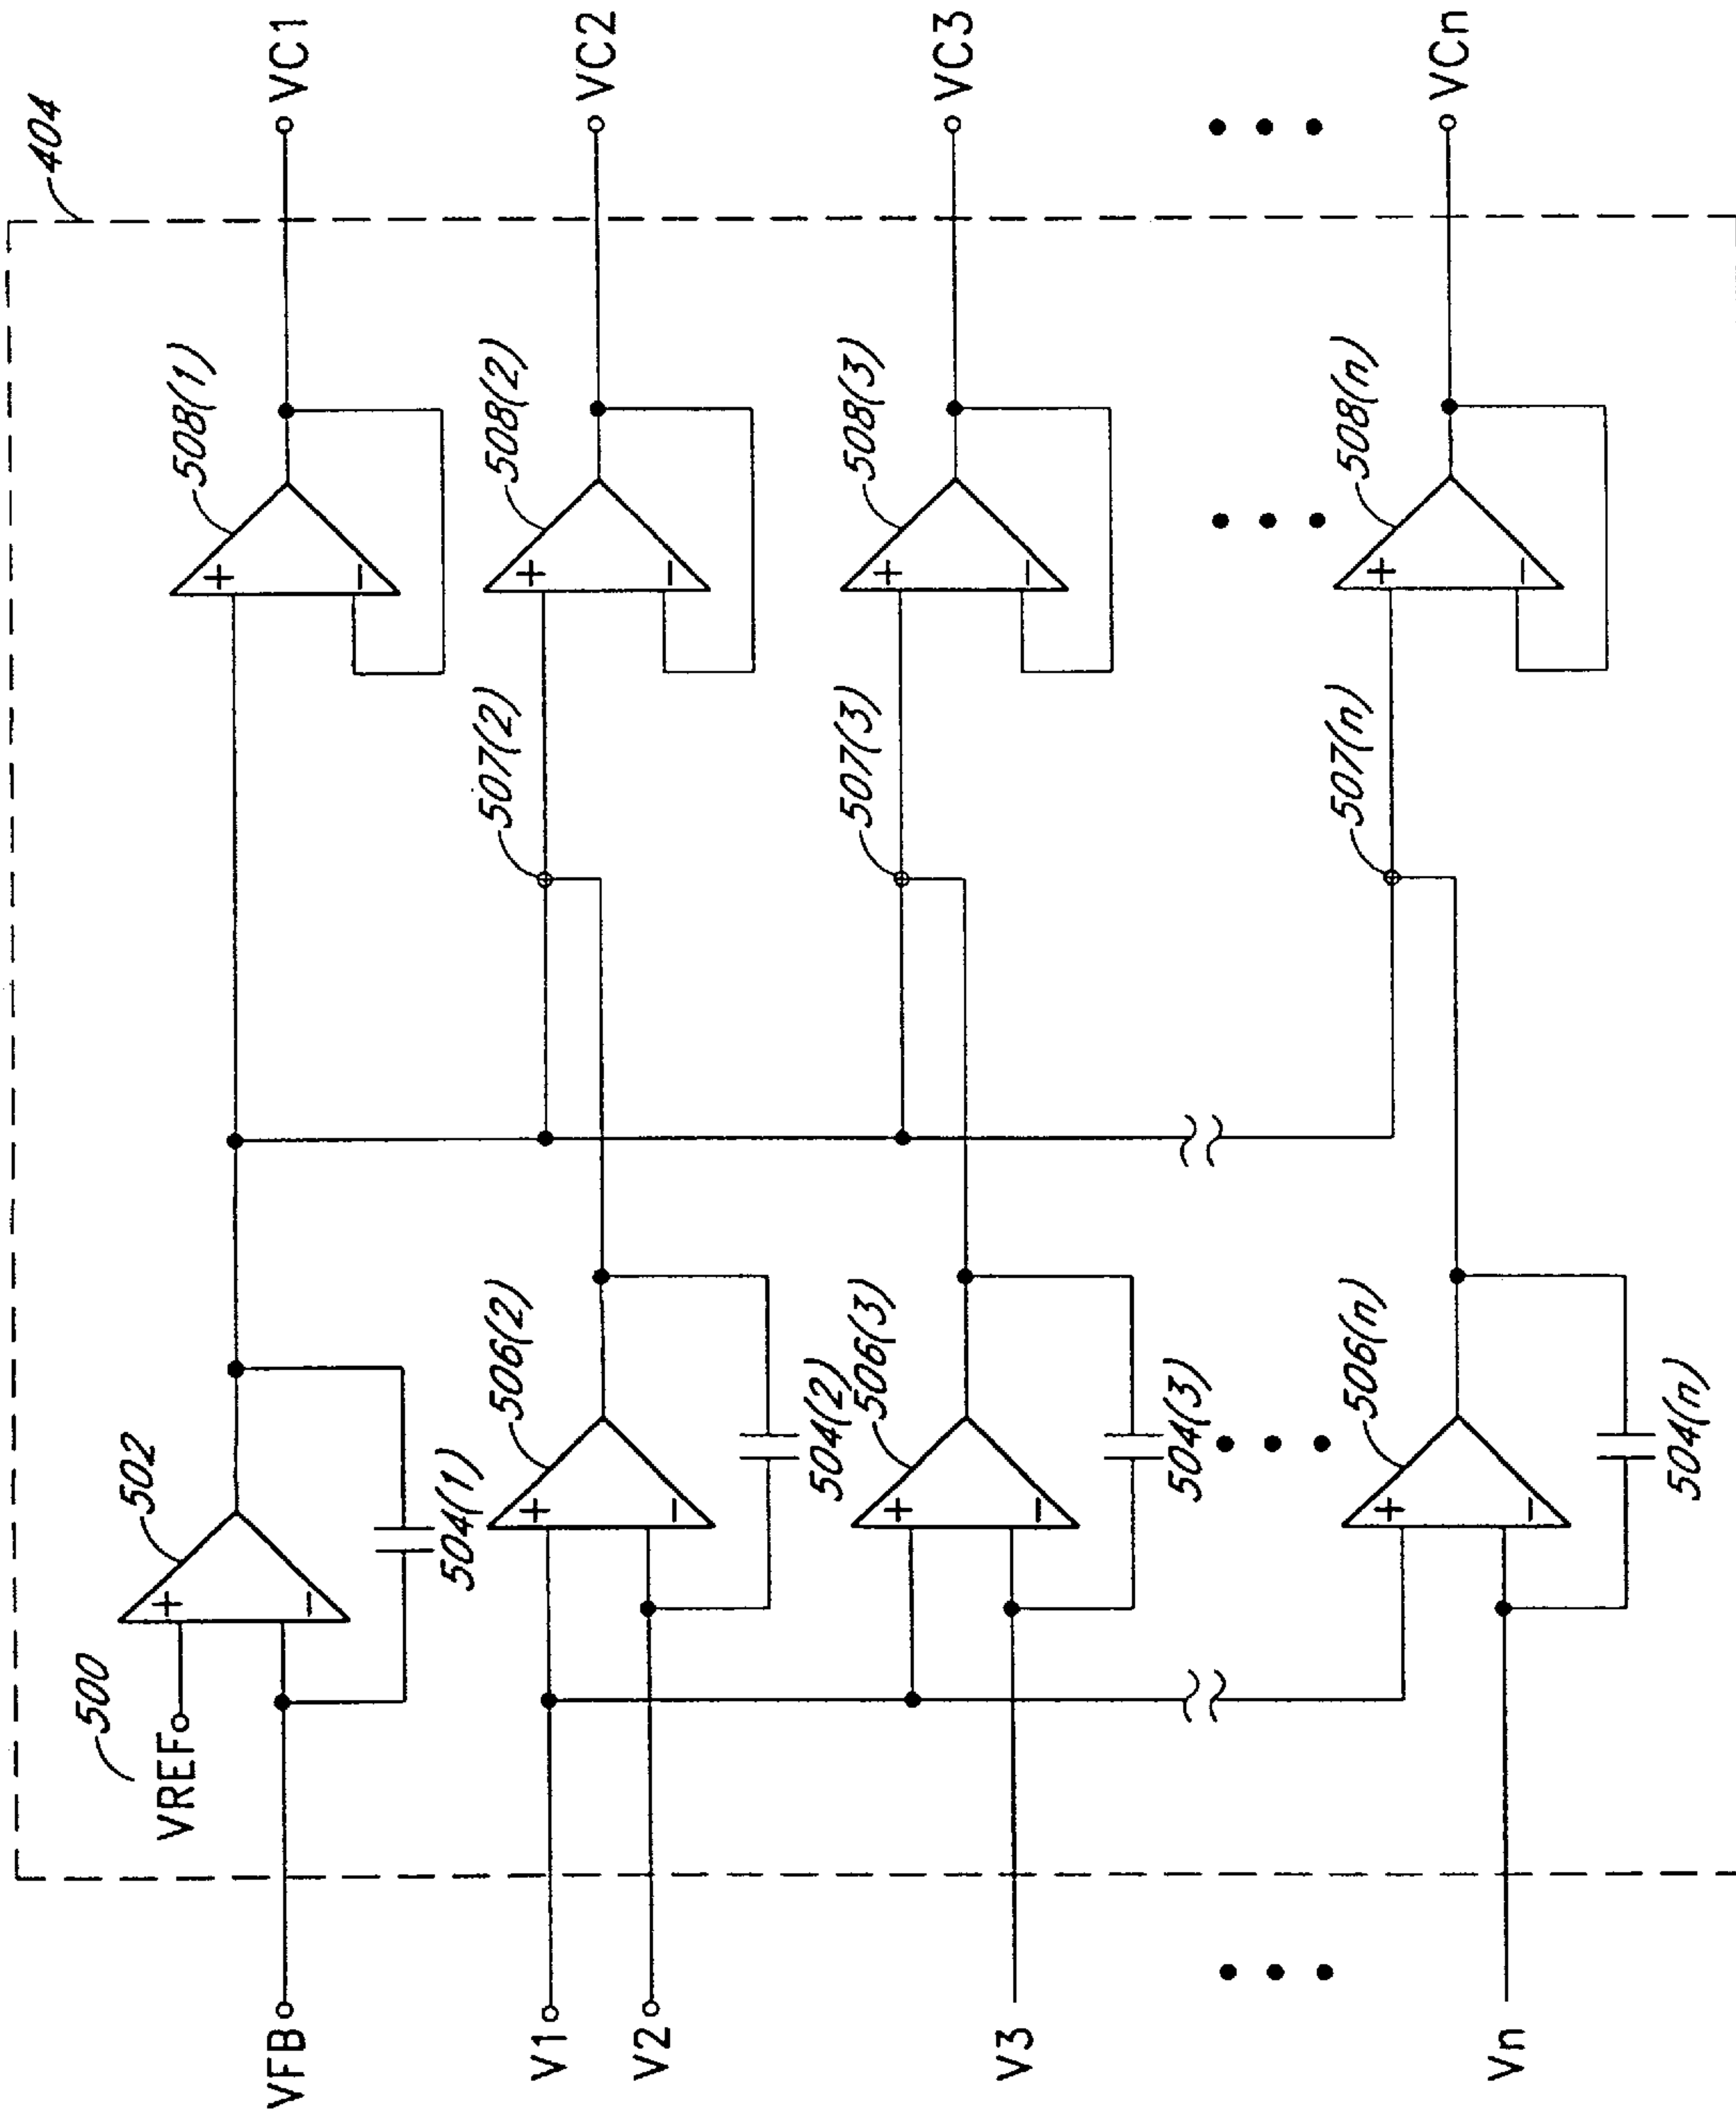 404
VC1
VC2
VC3
VCn
508(1)
508(2)
508(3)
508(n)
507(2)
507(3)
507(n)
502
506(2)
506(3)
506(n)
504(1)
504(2)
504(3)
504(n)
500
VREF
VFB
V1
V2
V3
Vn